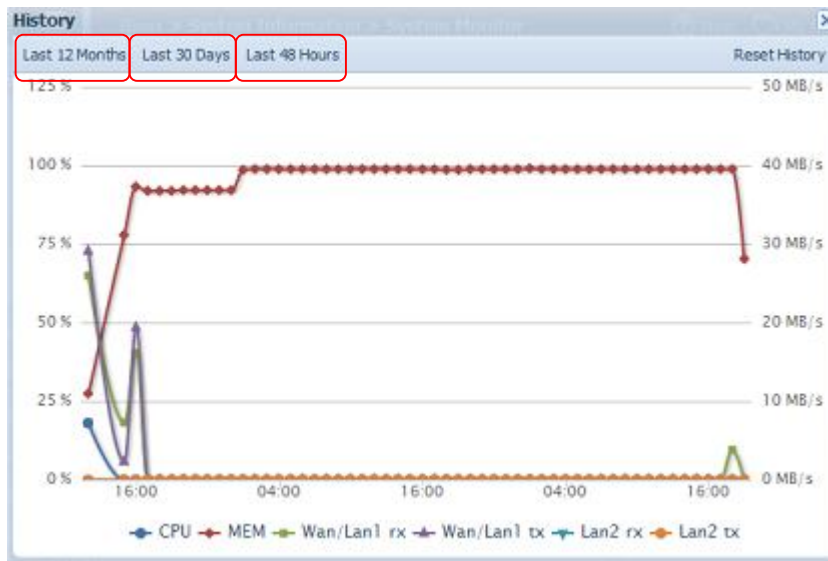 History
Last 12 Months Last 30 Days Last 48 Hours Reset History
125 % 50 MB/s
100 % 40 MB/s
75 % 30 MB/s
50 % 20 MB/s
25 % 10 MB/s
0 % 0 MB/s
16:00 04:00 16:00 04:00 16:00
CPU MEM Wan/Lan1 rx Wan/Lan1 tx Lan2 rx Lan2 tx